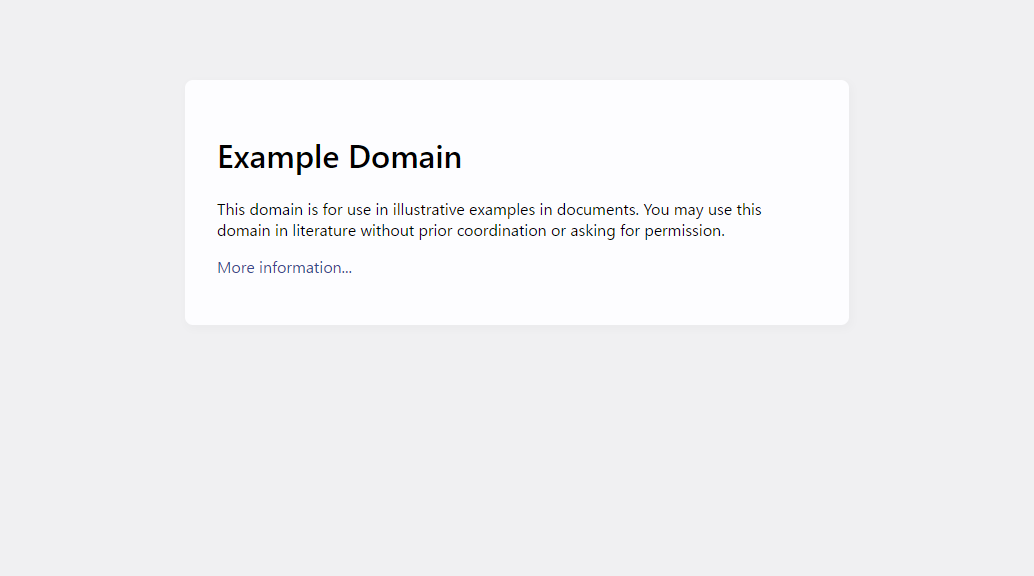 Example Domain
This domain is for use in illustrative examples in documents. You may use this
domain in literature without prior coordination or asking for permission.
More information...